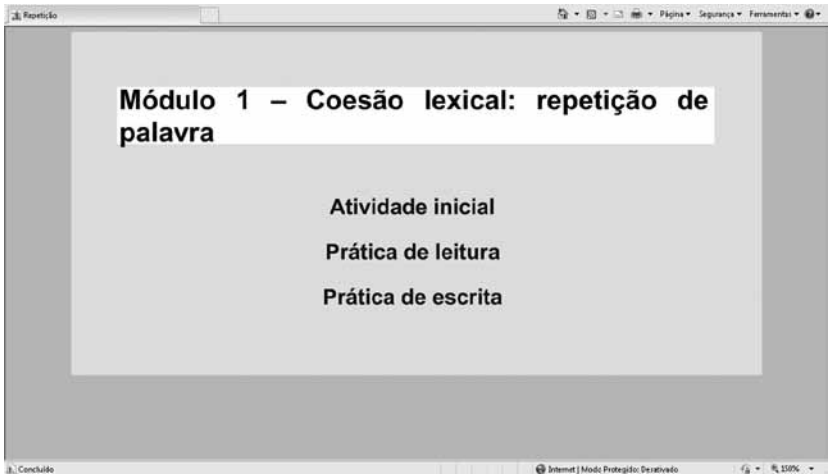 Repetição
Página Segurança Ferramentas
Módulo 1 – Coesão lexical: repetição de
palavra
Atividade inicial
Prática de leitura
Prática de escrita
Concluído
Internet | Modo Protegido: Desativado
150%